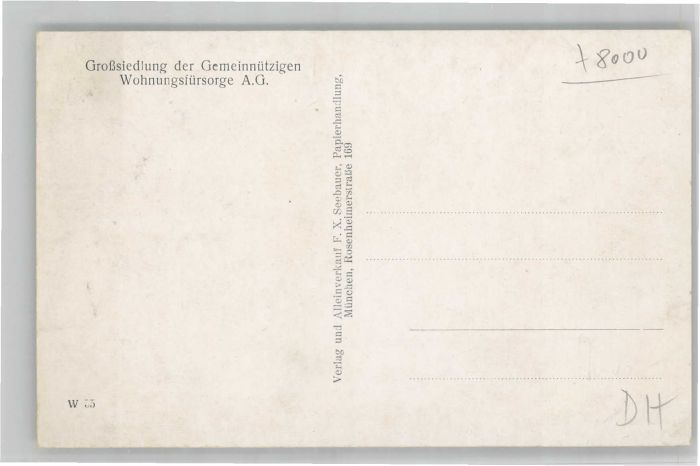 Großsiedlung der Gemeinnützigen
Wohnungsfürsorge A.G.
Verlag und Alleinverkauf F. X. Seebauer, Papierhandlung,
München, Rosenheimerstraße 169
8000
W
DH